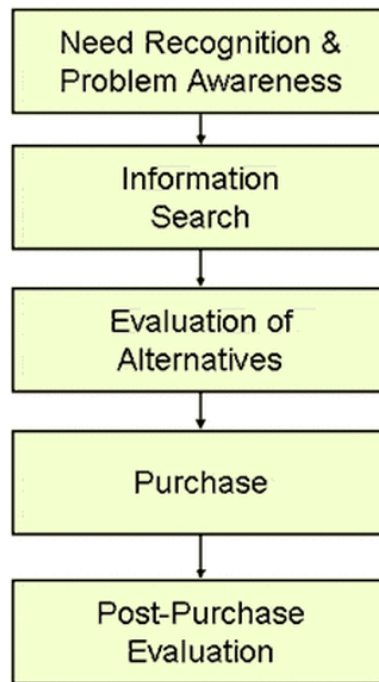 Need Recognition &
Problem Awareness
Information
Search
Evaluation of
Alternatives
Purchase
Post-Purchase
Evaluation